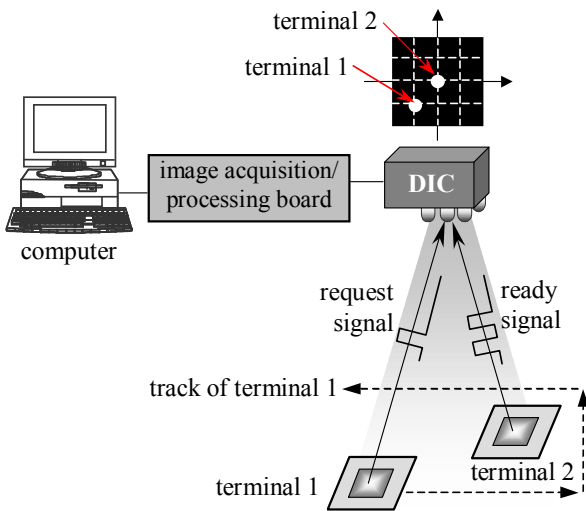 terminal 2
terminal 1
image acquisition/
processing board
DIC
computer
request
signal
ready
signal
track of terminal 1
terminal 1
terminal 2